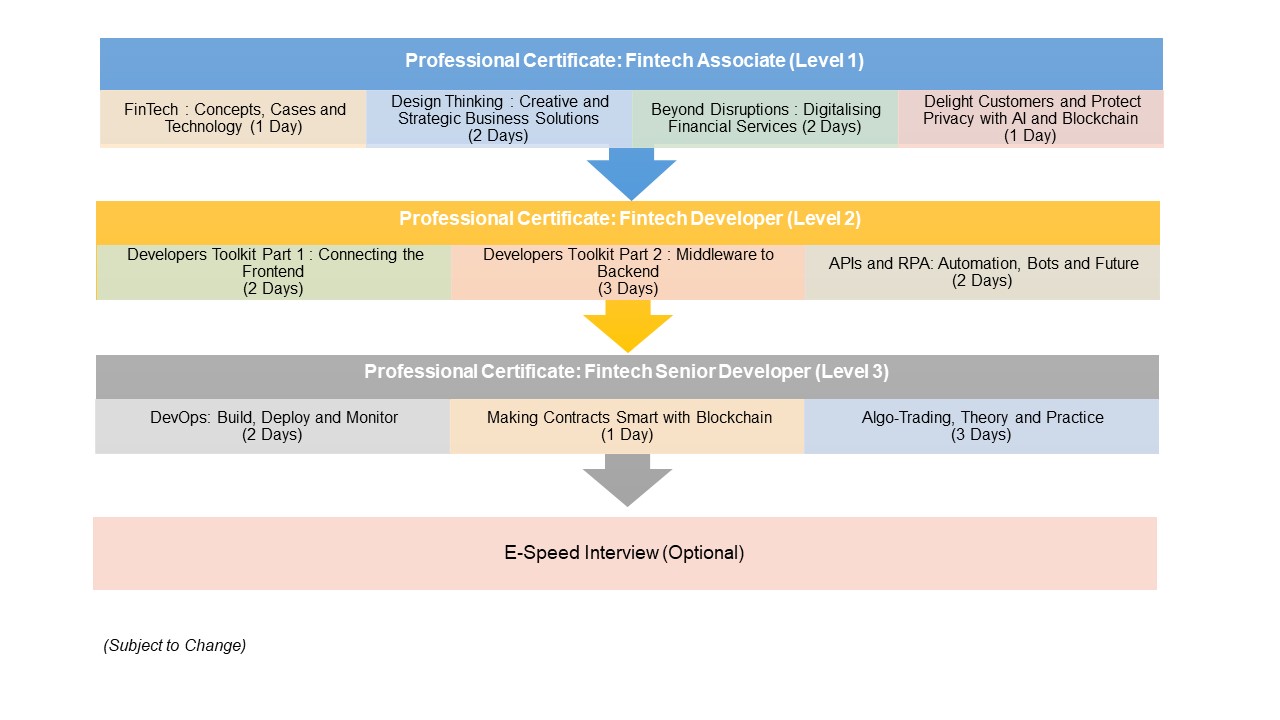 Professional Certificate: Fintech Associate (Level 1)
FinTech : Concepts, Cases and
Technology (1 Day)
Design Thinking : Creative and
Strategic Business Solutions
(2 Days)
Beyond Disruptions : Digitalising
Financial Services (2 Days)
Delight Customers and Protect
Privacy with AI and Blockchain
(1 Day)
Professional Certificate: Fintech Developer (Level 2)
Developers Toolkit Part 1 : Connecting the
Frontend
(2 Days)
Developers Toolkit Part 2 : Middleware to
Backend
(3 Days)
APIs and RPA: Automation, Bots and Future
(2 Days)
Professional Certificate: Fintech Senior Developer (Level 3)
DevOps: Build, Deploy and Monitor
(2 Days)
Making Contracts Smart with Blockchain
(1 Day)
Algo-Trading, Theory and Practice
(3 Days)
E-Speed Interview (Optional)
(Subject to Change)